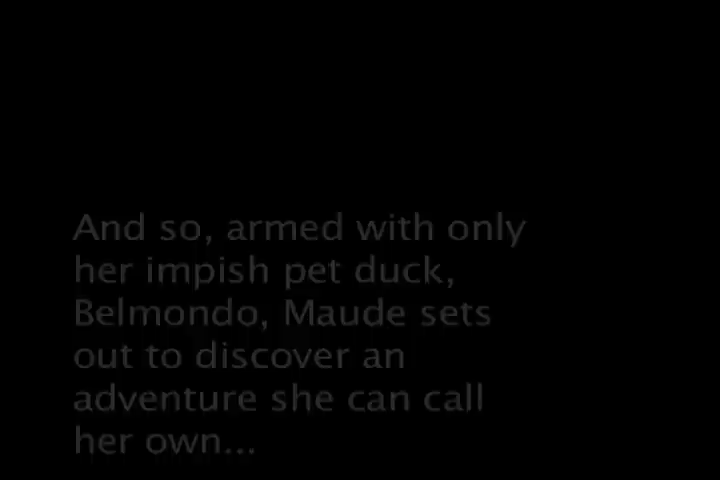 And so, armed with only
her impish pet duck,
Belmondo, Maude sets
out to discover an
adventure she can call
her own...